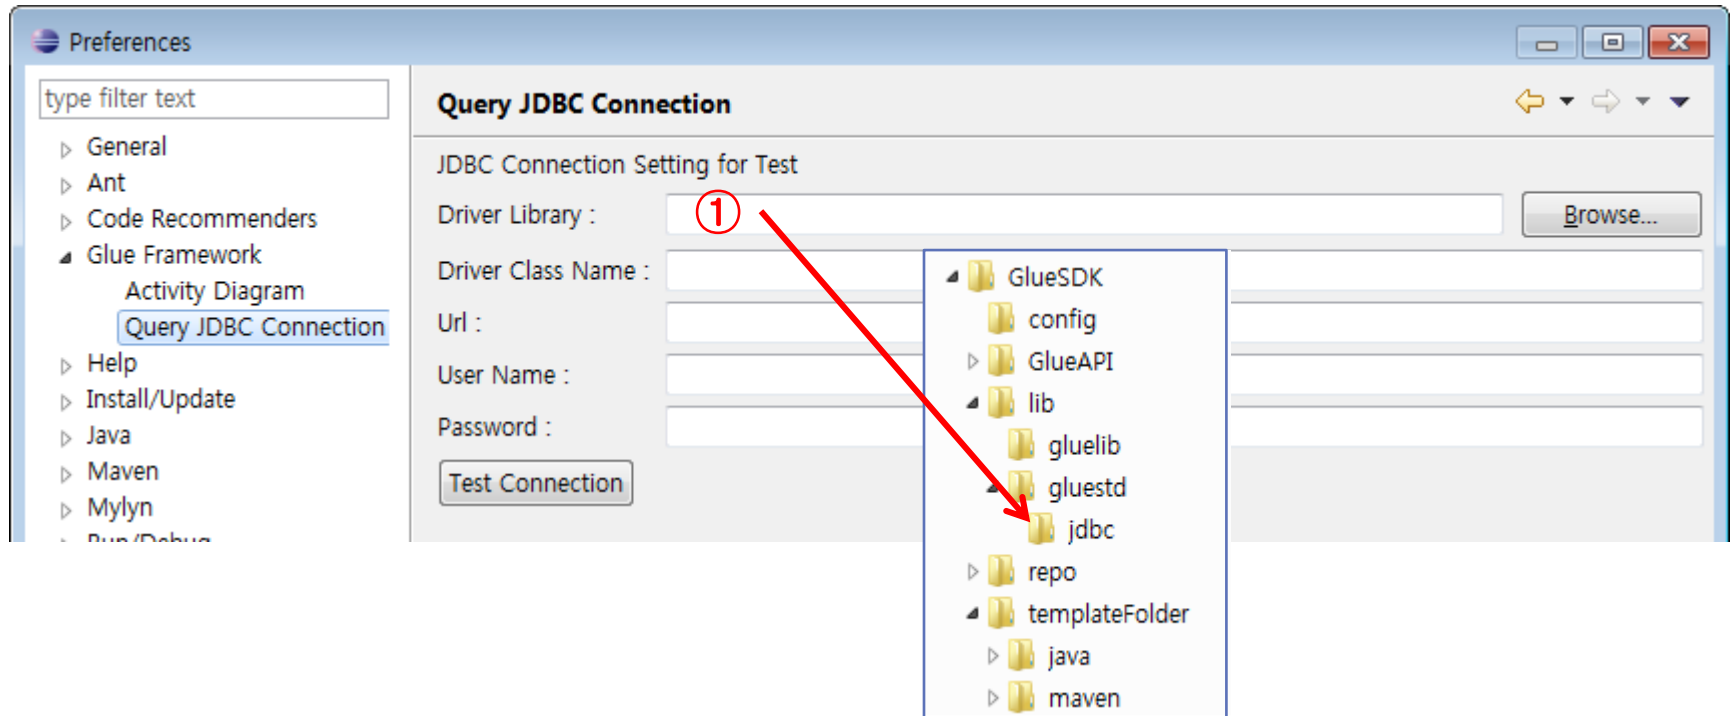 Preferences
type filter text
General
Ant
Code Recommenders
Glue Framework
Activity Diagram
Query JDBC Connection
Help
Install/Update
Java
Maven
Mylyn
Run/Debug
Query JDBC Connection
JDBC Connection Setting for Test
Driver Library :
①
Browse...
Driver Class Name :
Url :
User Name :
Password :
Test Connection
GlueSDK
config
GlueAPI
lib
gluelib
gluestd
jdbc
repo
templateFolder
java
maven